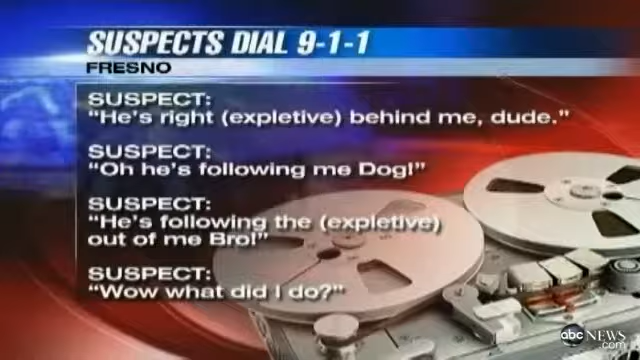 SUSPECTS DIAL 9-1-1
FRESNO
SUSPECT:
"He's right (expletive) behind me, dude."
SUSPECT:
"Oh he's following me Dog!"
SUSPECT:
"He's following the (expletive)
out of me Bro!"
SUSPECT:
"Wow what did I do?"
abc NEWS
.com